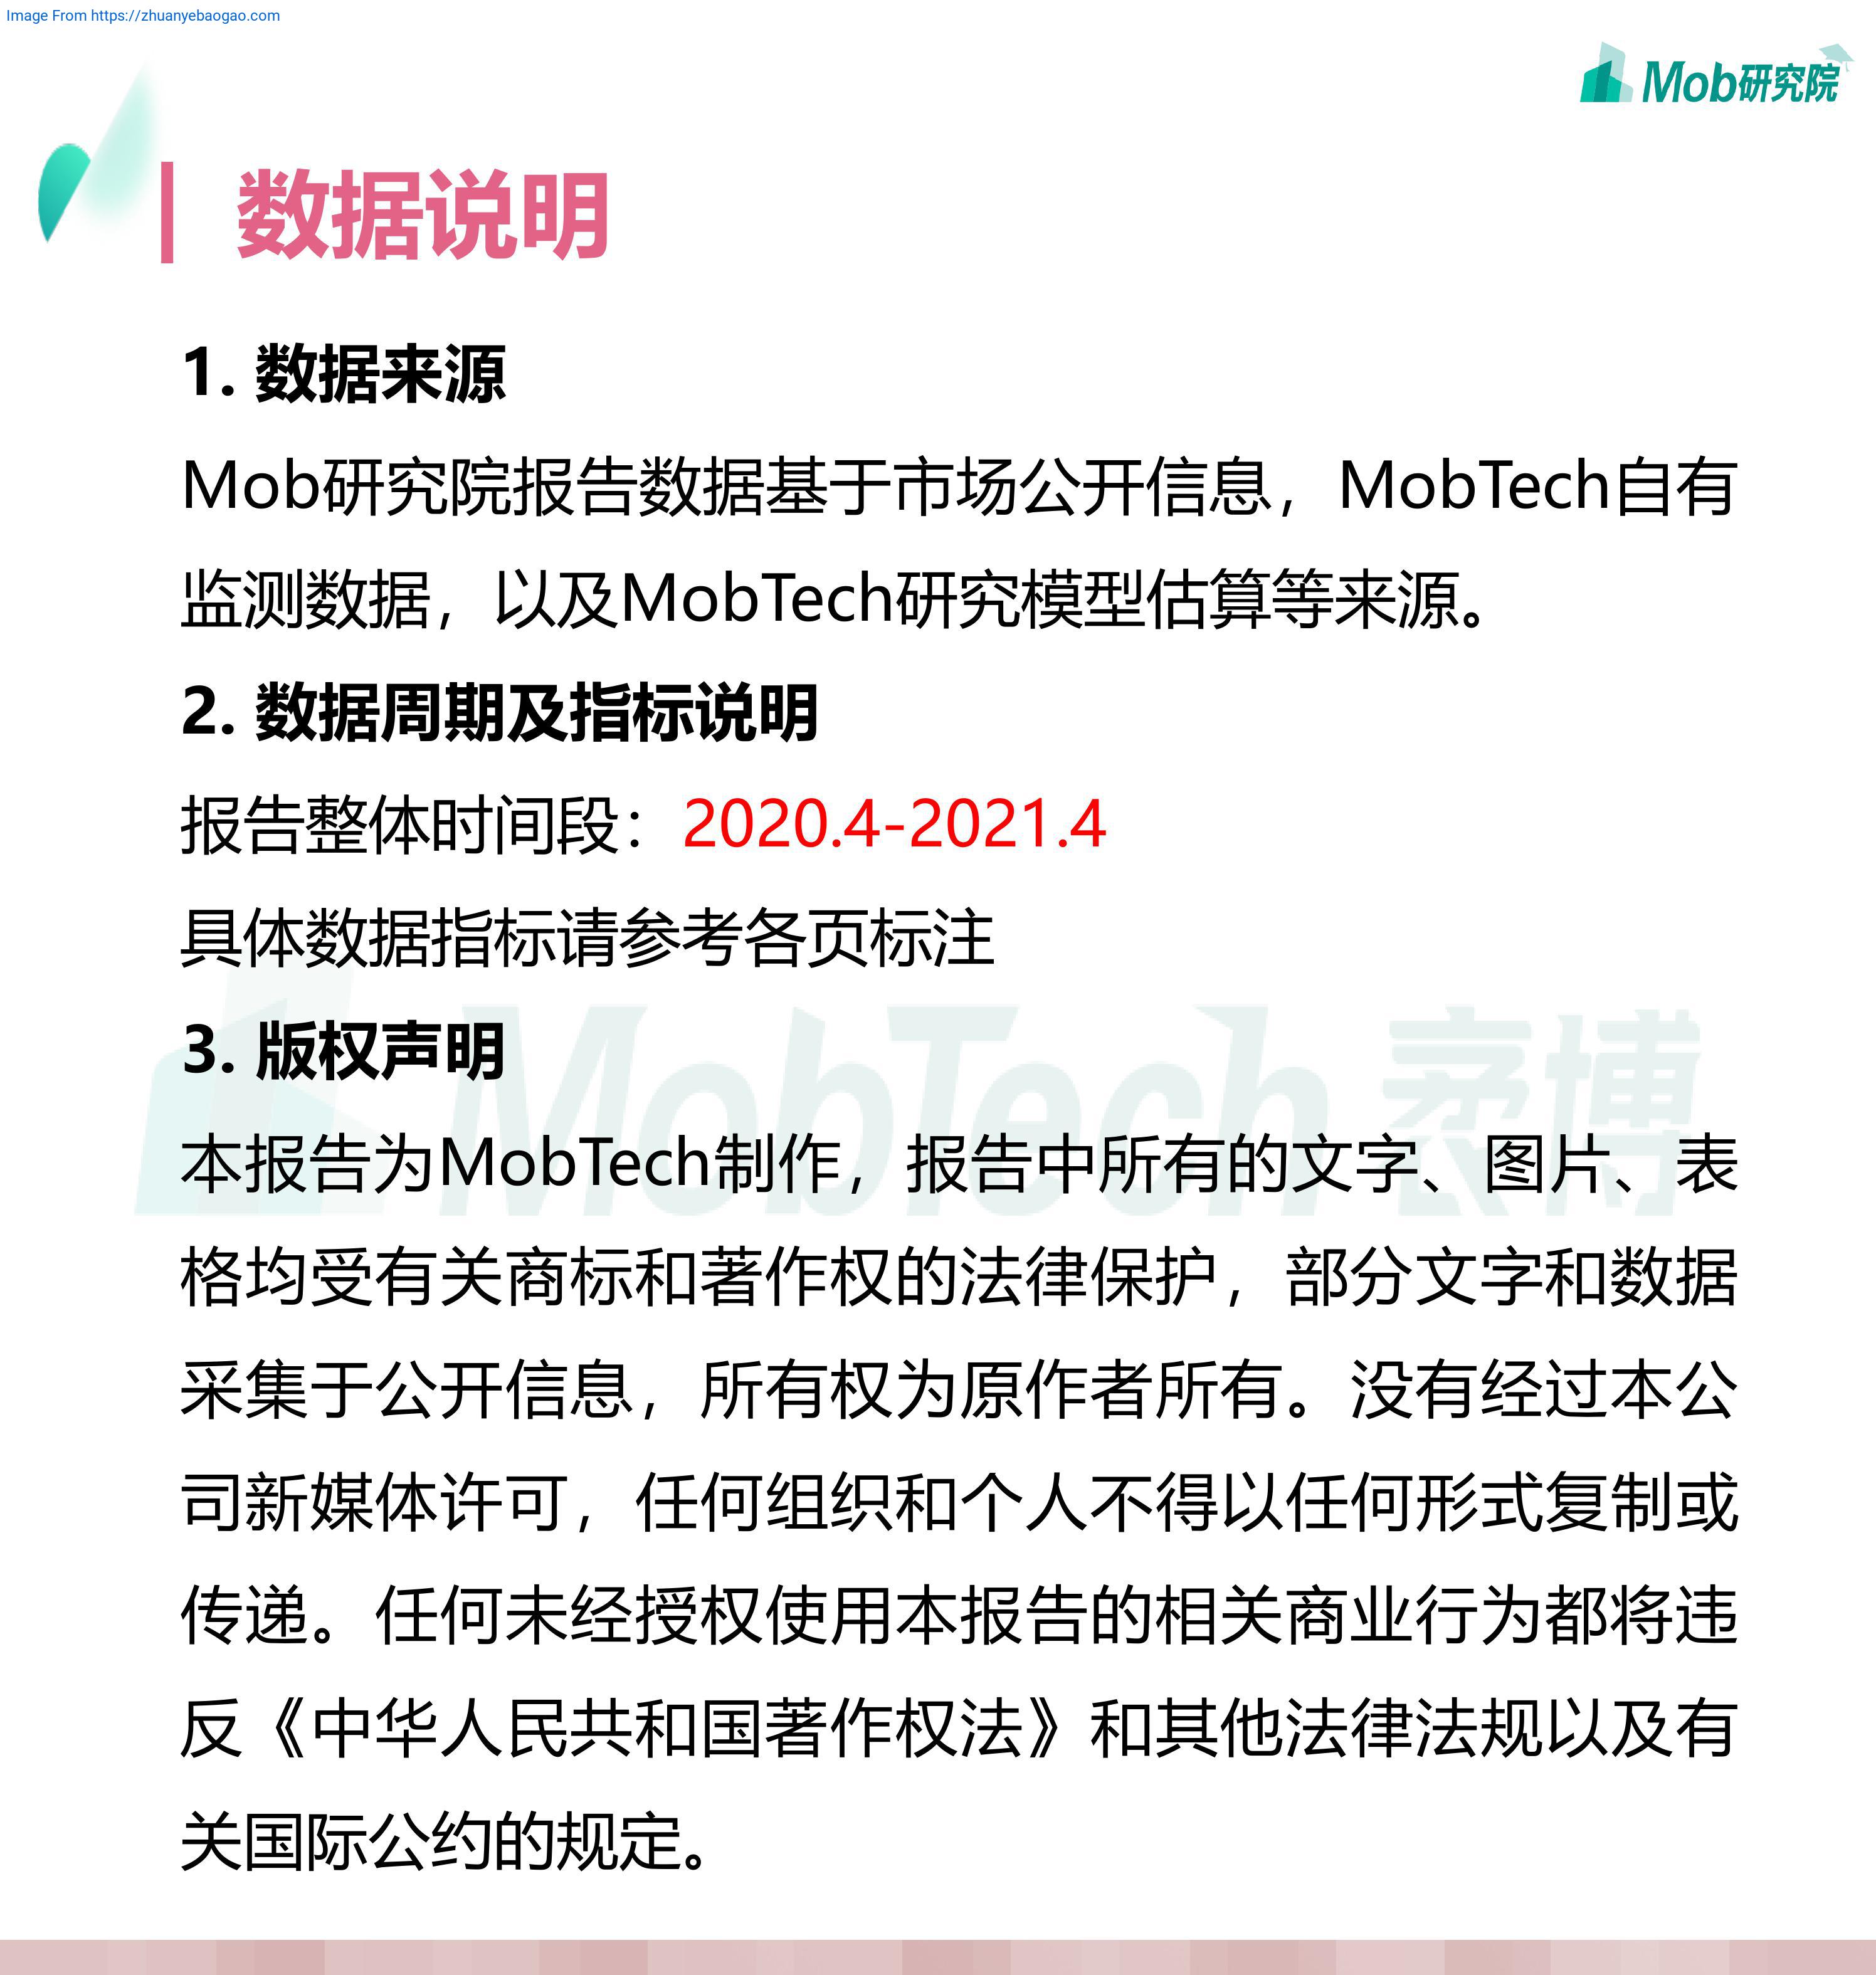 Image From https://zhuanyebaogao.com
Mob研究院
数据说明
1. 数据来源
Mob研究院报告数据基于市场公开信息，MobTech自有
监测数据，以及MobTech研究模型估算等来源。
2. 数据周期及指标说明
报告整体时间段：2020.4-2021.4
具体数据指标请参考各页标注
3. 版权声明
MobTech 袤博
本报告为MobTech制作，报告中所有的文字、图片、表
格均受有关商标和著作权的法律保护，部分文字和数据
采集于公开信息，所有权为原作者所有。没有经过本公
司新媒体许可，任何组织和个人不得以任何形式复制或
传递。任何未经授权使用本报告的相关商业行为都将违
反《中华人民共和国著作权法》和其他法律法规以及有
关国际公约的规定。